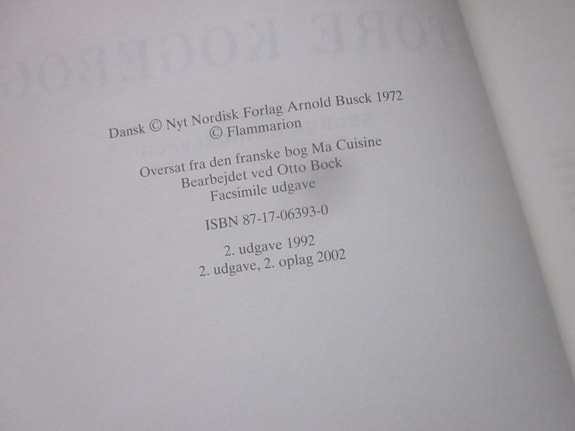 Dansk © Nyt Nordisk Forlag Arnold Busck 1972
© Flammarion
Oversat fra den franske bog Ma Cuisine
Bearbejdet ved Otto Bock
Facsimile udgave
ISBN 87-17-06393-0
2. udgave 1992
2. udgave, 2. oplag 2002